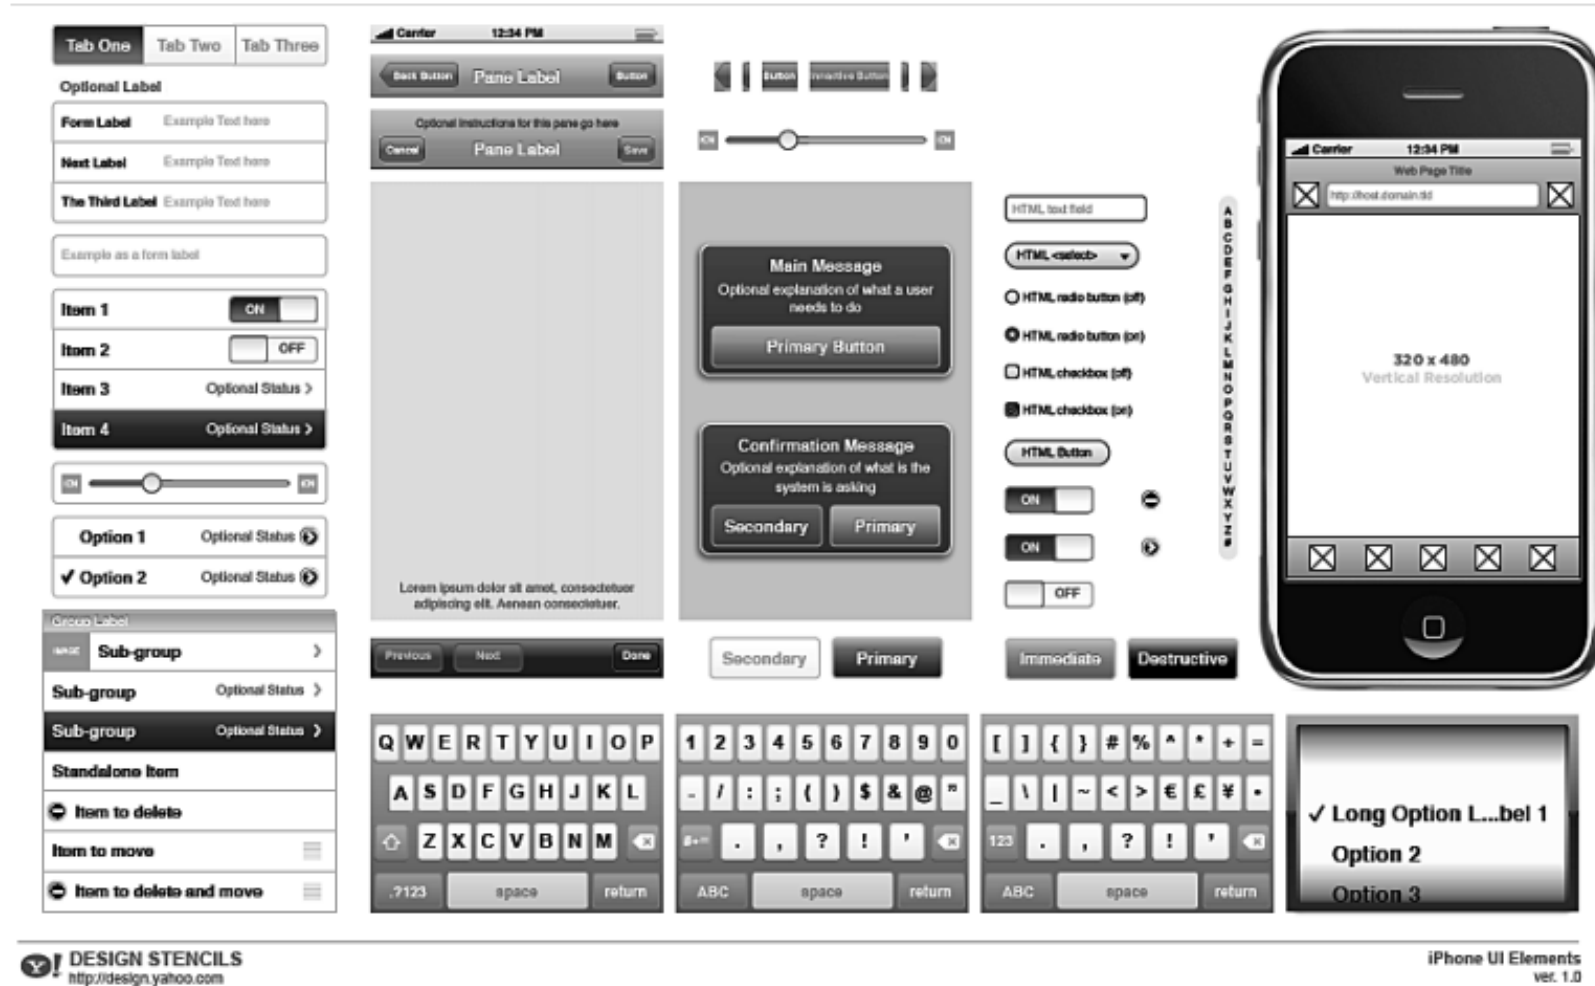 Tab One Tab Two Tab Three
Optional Label
Form Label Example Text here
Next Label Example Text here
The Third Label Example Text here
Example as a form label
Item 1 ON
Item 2 OFF
Item 3 Optional Status
Item 4 Optional Status
Option 1 Optional Status
✓ Option 2 Optional Status
Group Label
IMAGE Sub-group
Sub-group Optional Status
Sub-group Optional Status
Standalone Item
Item to delete
Item to move
Item to delete and move
Carrier 12:34 PM
Back Button Pane Label Button
Optional instructions for this pane go here
Cancel Pane Label Save
Lorem ipsum dolor sit amet, consectetuer
adipiscing elit. Aenean consectetuer.
Previous Next Done
Button Inactive Button
Main Message
Optional explanation of what a user
needs to do
Primary Button
Confirmation Message
Optional explanation of what is the
system is asking
Secondary Primary
Secondary Primary
HTML text field
HTML <select>
HTML radio button (off)
HTML radio button (on)
HTML checkbox (off)
HTML checkbox (on)
HTML Button
ON
ON
OFF
Immediate Destructive
A
B
C
D
E
F
G
H
I
J
K
L
M
N
O
P
Q
R
S
T
U
V
W
X
Y
Z
#
Carrier 12:34 PM
Web Page Title
http://host.domain.tld
320 x 480
Vertical Resolution
Q W E R T Y U I O P
A S D F G H J K L
Z X C V B N M
.?123 space return
1 2 3 4 5 6 7 8 9 0
- / : ; ( ) $ & @ "
#+= . , ? ! '
ABC space return
[ ] { } # % ^ * + =
_ \ | ~ < > € £ ¥ •
123 . , ? ! '
ABC space return
✓ Long Option L...bel 1
Option 2
Option 3
Y! DESIGN STENCILS
http://design.yahoo.com
iPhone UI Elements
ver. 1.0